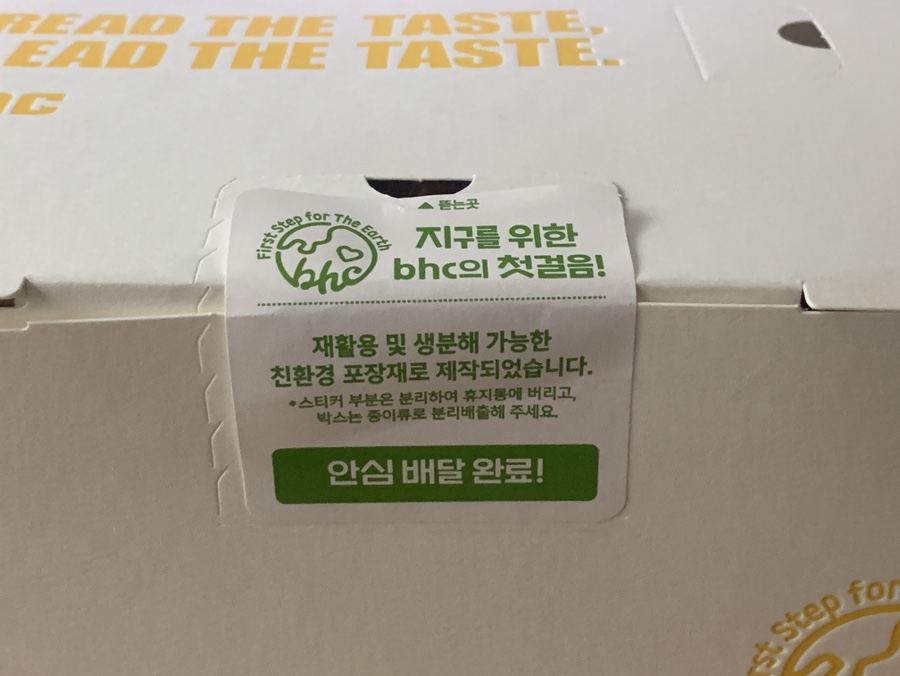 READ THE TASTE,
EAD THE TASTE.
▲ 뜯는곳
First Step for The Earth
bhc
지구를 위한
bhc의 첫걸음!
재활용 및 생분해 가능한
친환경 포장재로 제작되었습니다.
*스티커 부분은 분리하여 휴지통에 버리고,
박스는 종이류로 분리배출해 주세요.
안심 배달 완료!
Step for